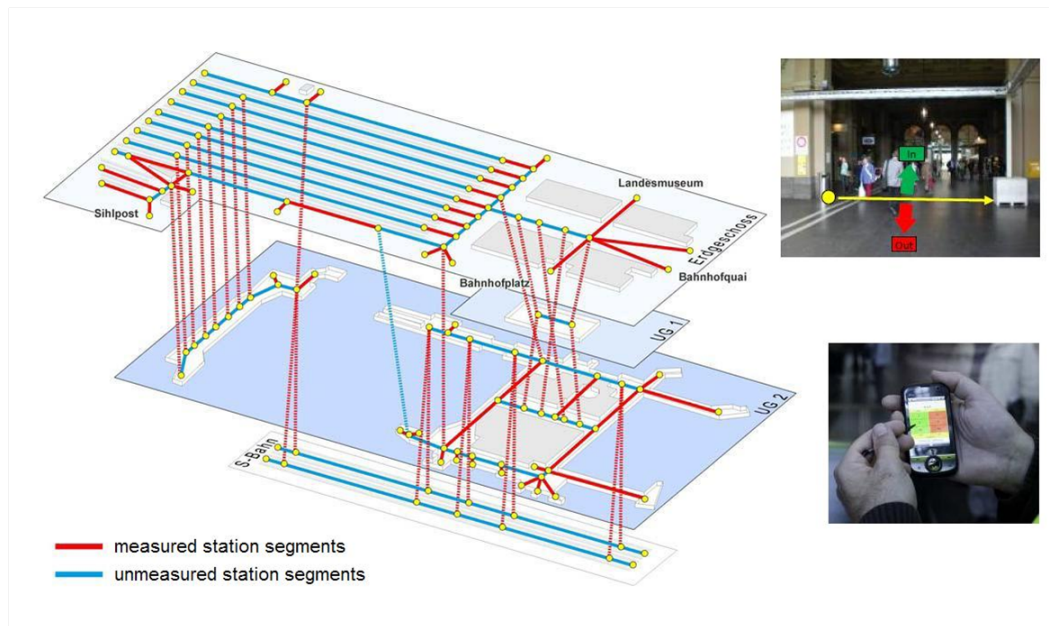 Landesmuseum
In
Sihlpost
Erdgeschoss
Out
Bahnhofquai
Bahnhofplatz
UG 1
UG 2
S-Bahn
measured station segments
unmeasured station segments